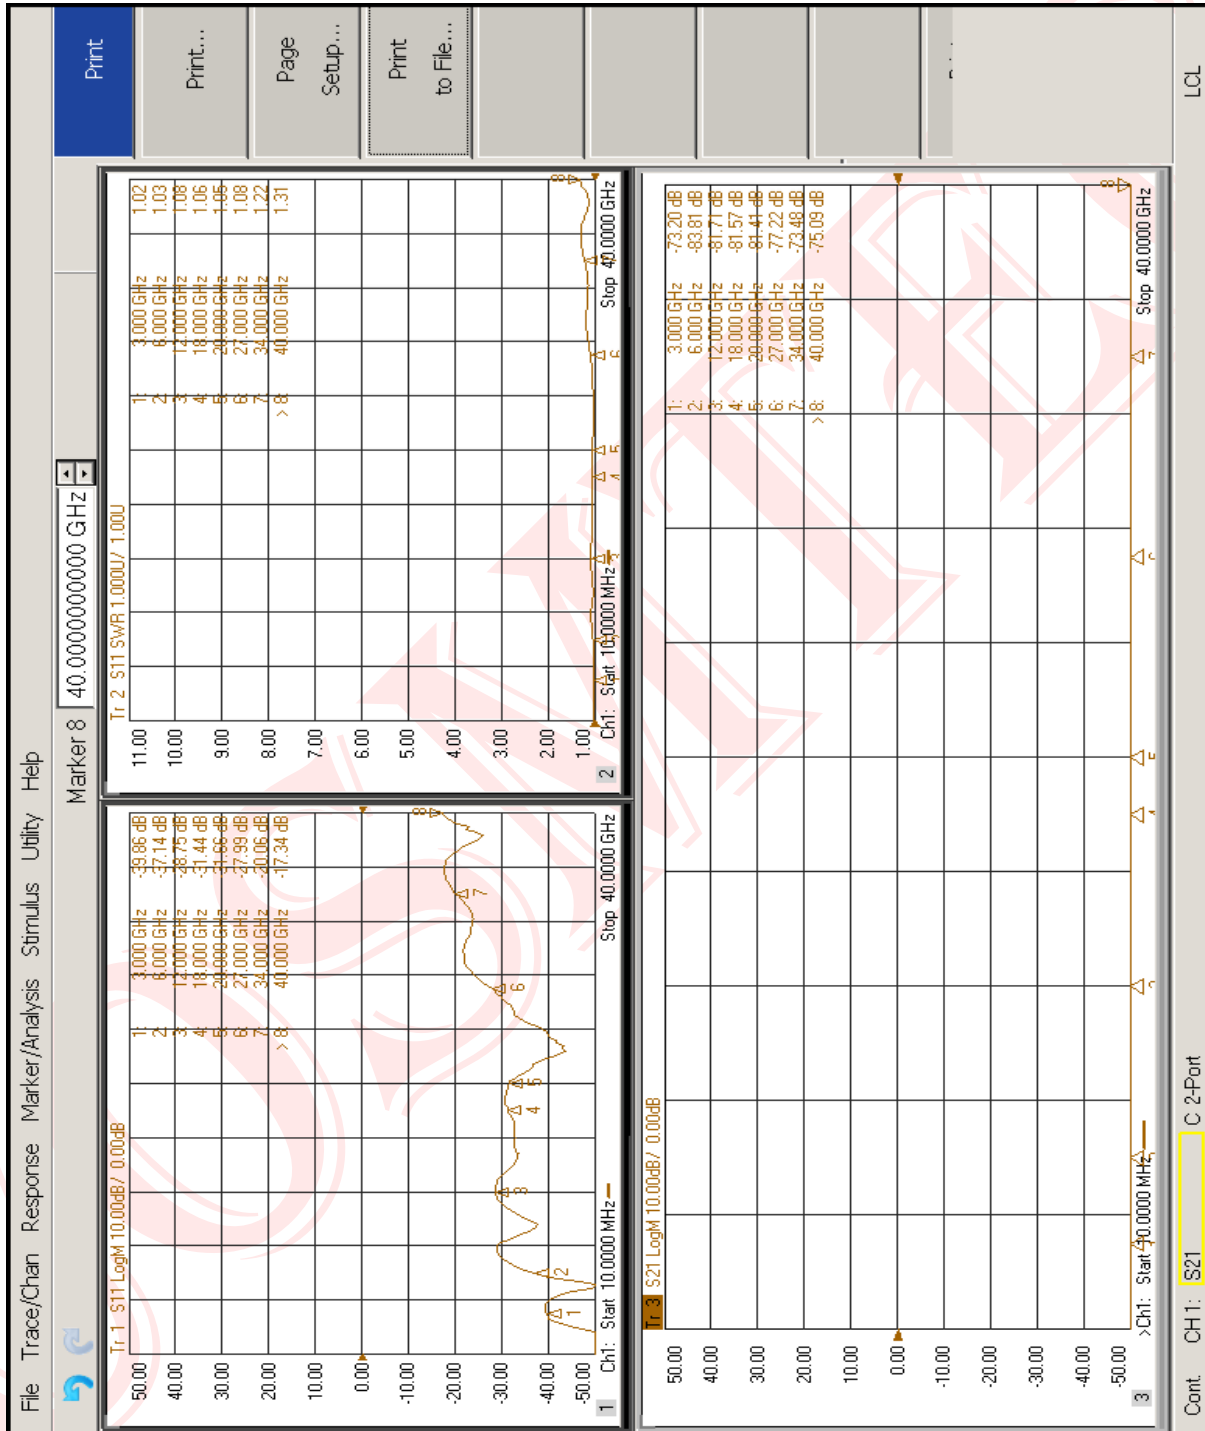 File Trace/Chan Response Marker/Analysis Stimulus Utility Help
Marker 8 40.000000000 GHz
Print
Print...
Page
Setup...
Print
to File...
Tr 1 S11 LogM 10.00dB/ 0.00dB
50.00
40.00
30.00
20.00
10.00
0.00
-10.00
-20.00
-30.00
-40.00
-50.00
1: 3.000 GHz -39.86 dB
2: 6.000 GHz -37.14 dB
3: 12.000 GHz -28.75 dB
4: 18.000 GHz -31.44 dB
5: 20.000 GHz -31.66 dB
6: 27.000 GHz -27.99 dB
7: 34.000 GHz -20.06 dB
> 8: 40.000 GHz -17.34 dB
1 2 3 4 5 6 7 8
1 Ch1: Start 10.0000 MHz Stop 40.0000 GHz
Tr 2 S11 SWR 1.000U/ 1.00U
11.00
10.00
9.00
8.00
7.00
6.00
5.00
4.00
3.00
2.00
1.00
1: 3.000 GHz 1.02
2: 6.000 GHz 1.03
3: 12.000 GHz 1.08
4: 18.000 GHz 1.06
5: 20.000 GHz 1.05
6: 27.000 GHz 1.08
7: 34.000 GHz 1.22
> 8: 40.000 GHz 1.31
8
2 Ch1: Start 10.0000 MHz Stop 40.0000 GHz
Tr 3 S21 LogM 10.00dB/ 0.00dB
50.00
40.00
30.00
20.00
10.00
0.00
-10.00
-20.00
-30.00
-40.00
-50.00
1: 3.000 GHz -73.20 dB
2: 6.000 GHz -83.81 dB
3: 12.000 GHz -81.71 dB
4: 18.000 GHz -81.57 dB
5: 20.000 GHz -81.41 dB
6: 27.000 GHz -77.22 dB
7: 34.000 GHz -73.48 dB
> 8: 40.000 GHz -75.09 dB
8
3 >Ch1: Start 10.0000 MHz Stop 40.0000 GHz
Cont. CH 1: S21 C 2-Port LCL